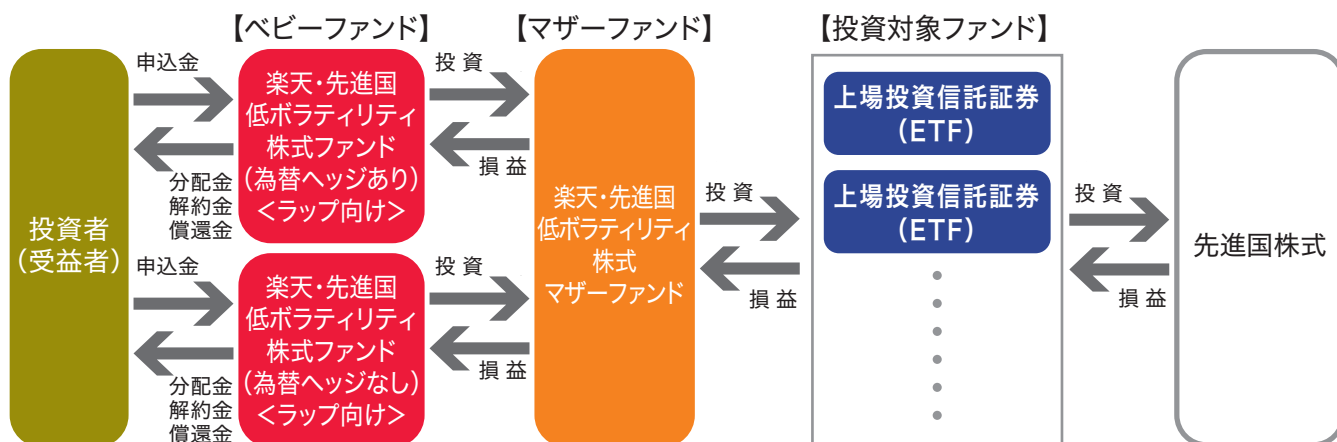 【ベビーファンド】
【マザーファンド】
【投資対象ファンド】
投資者
(受益者)
申込金
分配金
解約金
償還金
楽天・先進国
低ボラティリティ
株式ファンド
(為替ヘッジあり)
<ラップ向け>
投資
損益
申込金
分配金
解約金
償還金
楽天・先進国
低ボラティリティ
株式ファンド
(為替ヘッジなし)
<ラップ向け>
投資
損益
楽天・先進国
低ボラティリティ
株式
マザーファンド
投資
損益
上場投資信託証券
(ETF)
上場投資信託証券
(ETF)
投資
損益
先進国株式